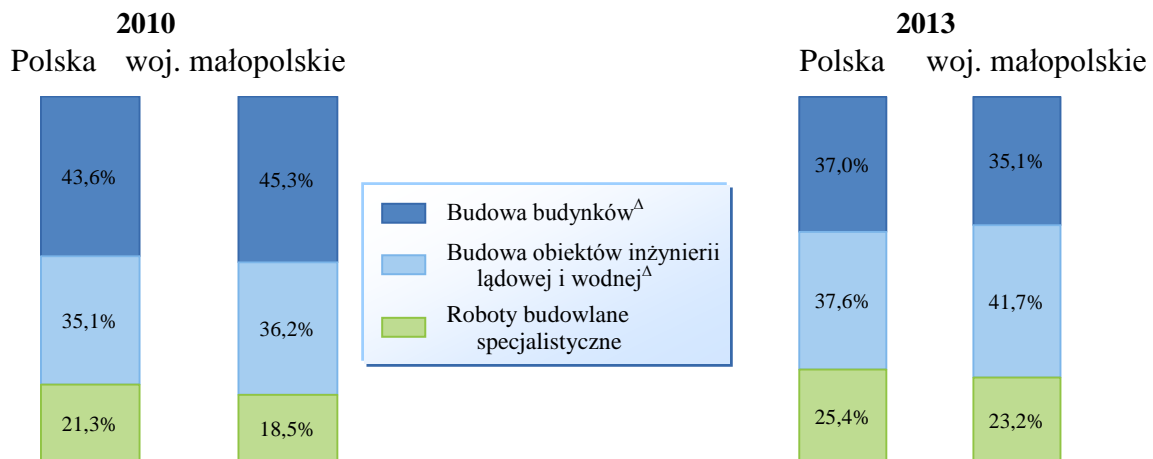 2010
Polska woj. małopolskie
43,6%
45,3%
35,1%
36,2%
21,3%
18,5%
Budowa budynków^Δ
Budowa obiektów inżynierii
lądowej i wodnej^Δ
Roboty budowlane
specjalistyczne
2013
Polska woj. małopolskie
37,0%
35,1%
37,6%
41,7%
25,4%
23,2%